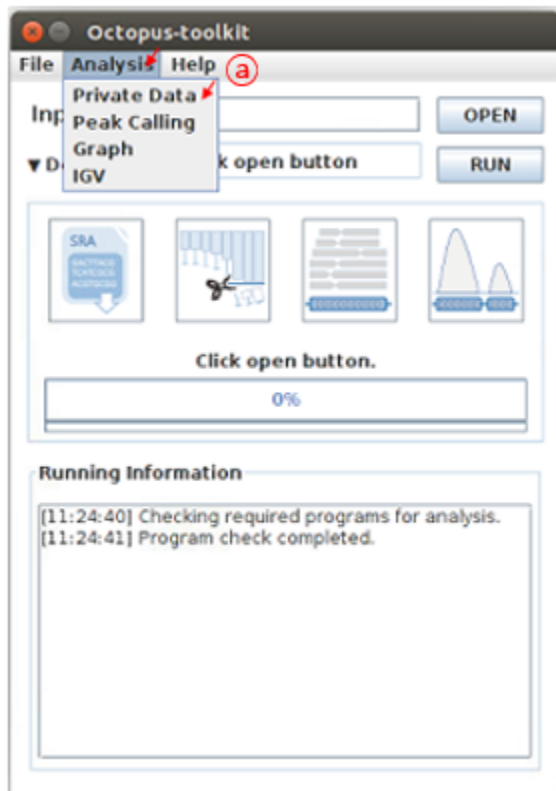 Octopus-toolkit
File Analysis Help ⓐ
Private Data
Inp OPEN
Peak Calling
Graph
▼ D k open button RUN
IGV
SRA
GACTTACG
Click open button.
0%
Running Information
[11:24:40] Checking required programs for analysis.
[11:24:41] Program check completed.